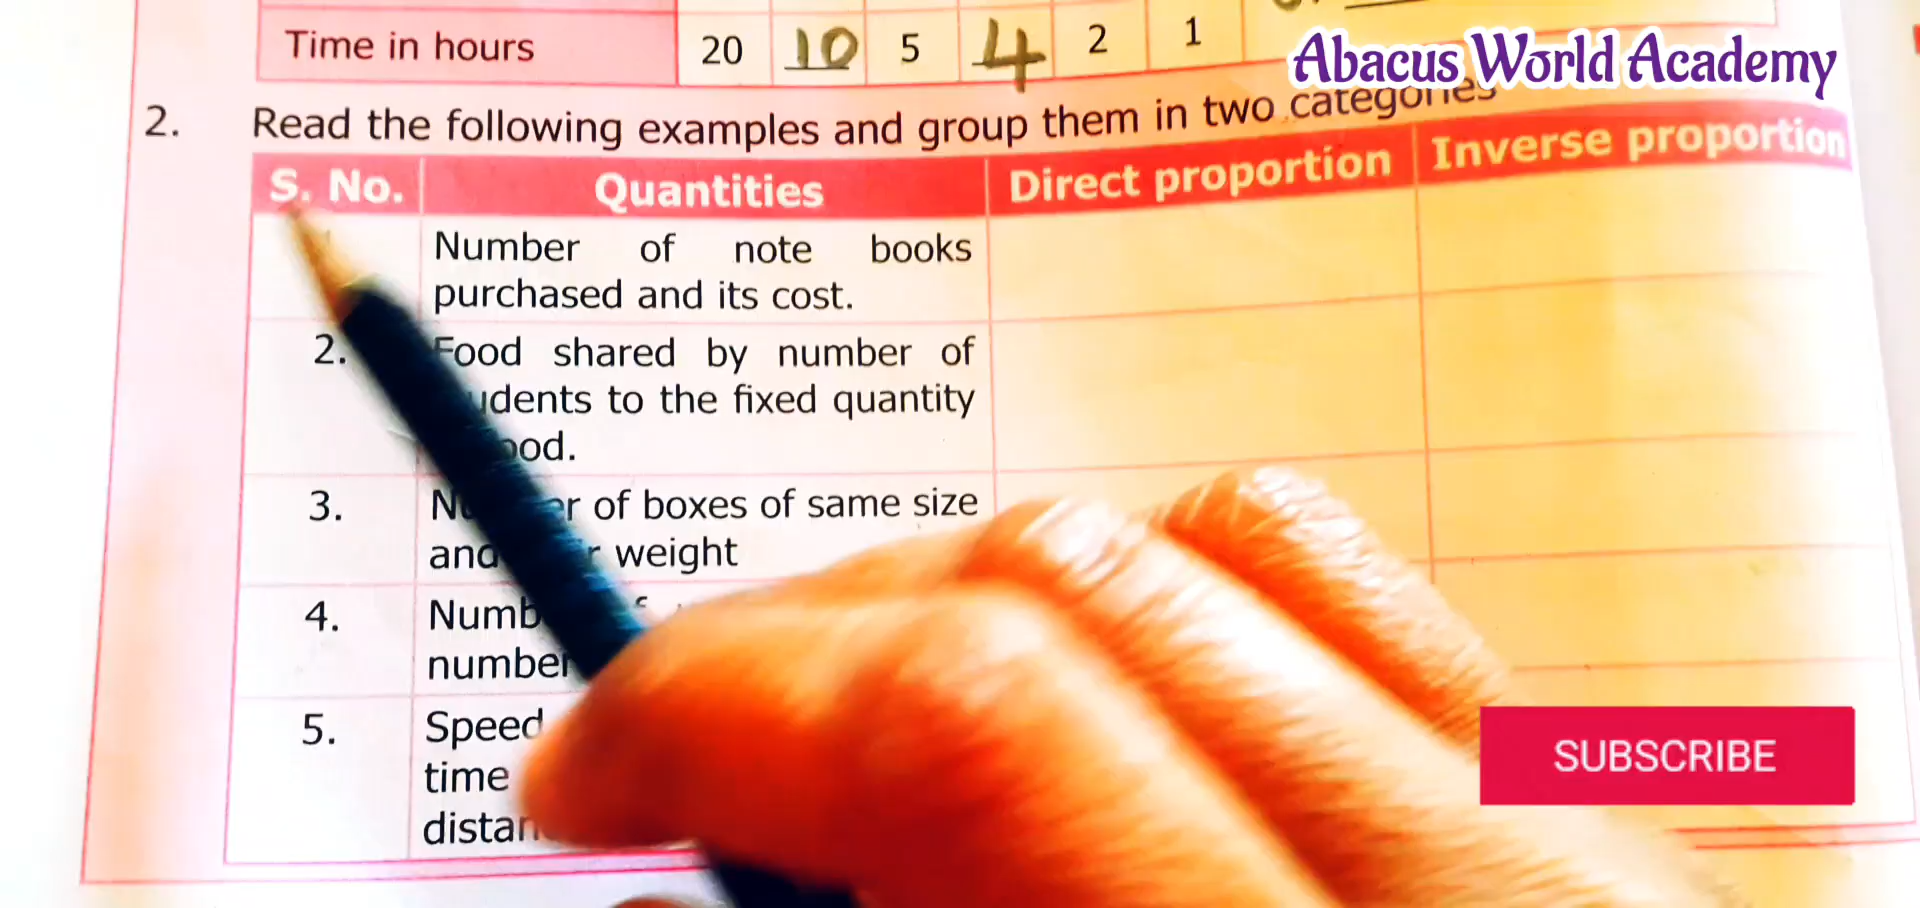 Time in hours 20 10 5 4 2 1
Abacus World Academy
2. Read the following examples and group them in two categories
S. No. Quantities Direct proportion Inverse proportion
Number of note books
purchased and its cost.
2. Food shared by number of
to the fixed quantity
3. of boxes of same size
weight
4.
5. Speed
time
SUBSCRIBE